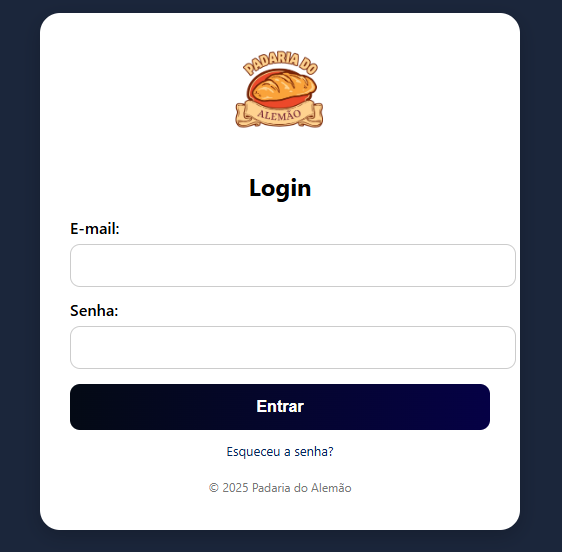 PADARIA DO
ALEMÃO
Login
E-mail:
Senha:
Entrar
Esqueceu a senha?
© 2025 Padaria do Alemão